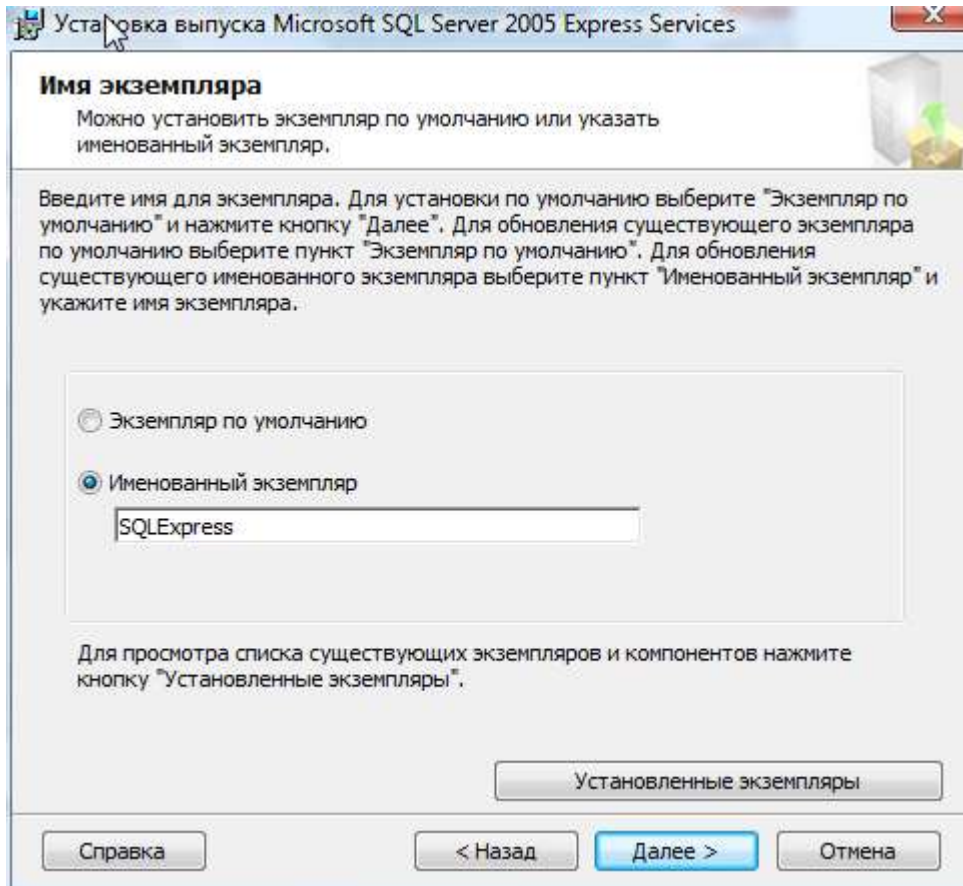 Установка выпуска Microsoft SQL Server 2005 Express Services
Имя экземпляра
Можно установить экземпляр по умолчанию или указать
именованный экземпляр.
Введите имя для экземпляра. Для установки по умолчанию выберите "Экземпляр по
умолчанию" и нажмите кнопку "Далее". Для обновления существующего экземпляра
по умолчанию выберите пункт "Экземпляр по умолчанию". Для обновления
существующего именованного экземпляра выберите пункт "Именованный экземпляр" и
укажите имя экземпляра.
Экземпляр по умолчанию
Именованный экземпляр
SQLExpress
Для просмотра списка существующих экземпляров и компонентов нажмите
кнопку "Установленные экземпляры".
Установленные экземпляры
Справка
< Назад
Далее >
Отмена